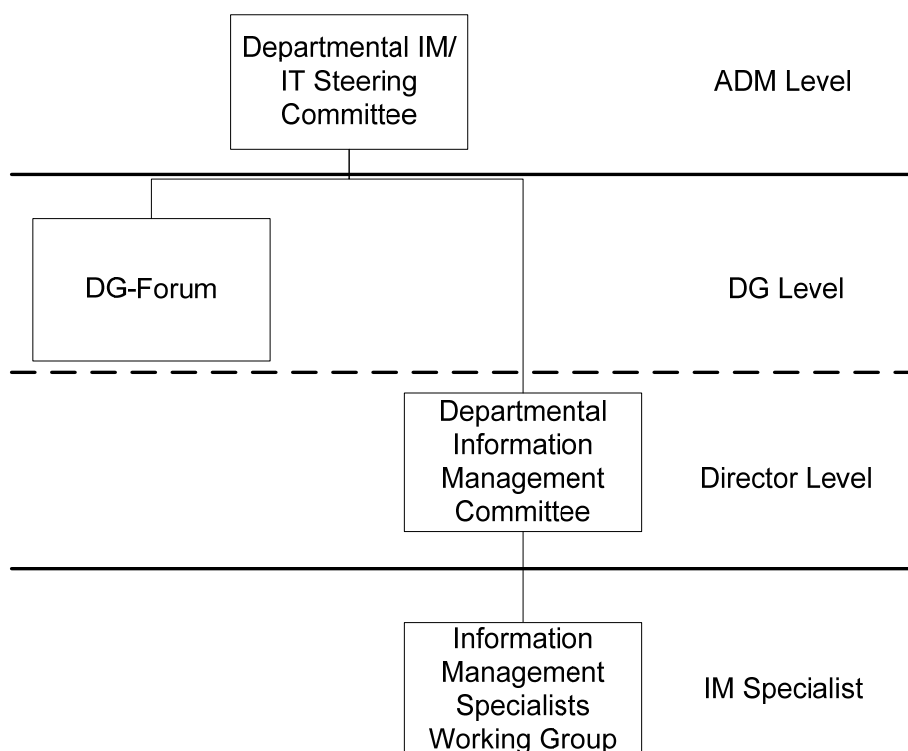 Departmental IM/
IT Steering
Committee
ADM Level
DG-Forum
DG Level
Departmental
Information
Management
Committee
Director Level
Information
Management
Specialists
Working Group
IM Specialist